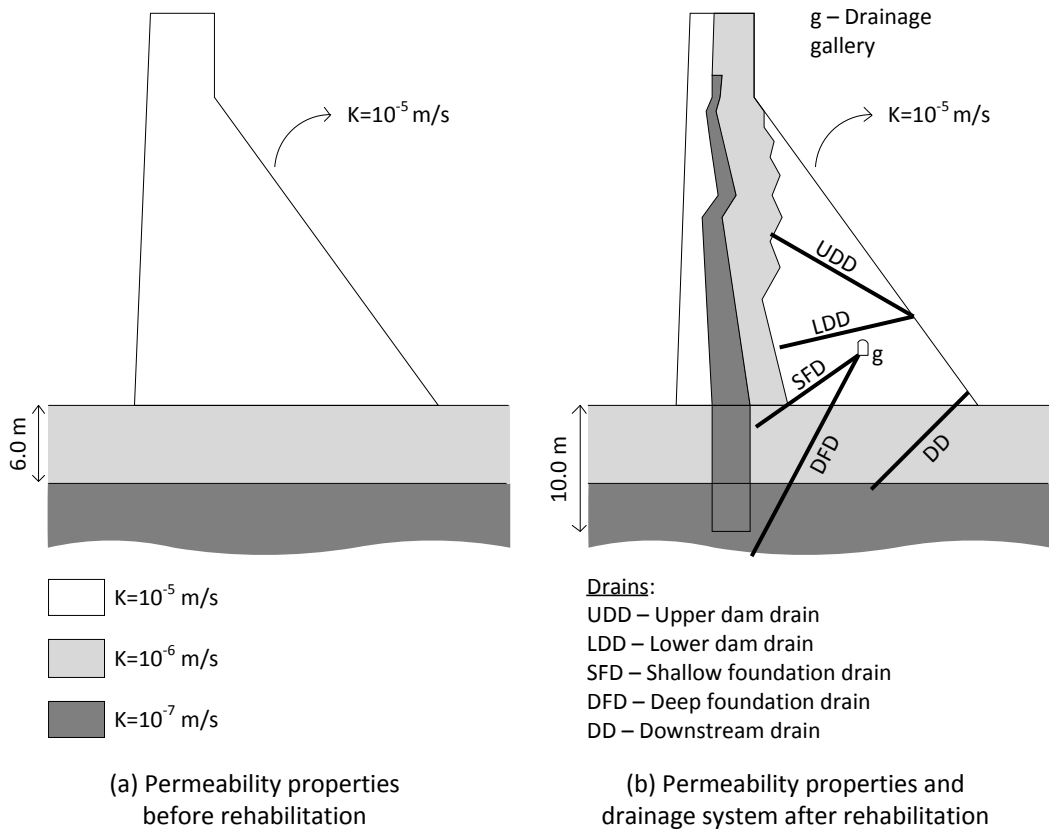 g – Drainage
gallery
K=10⁻⁵ m/s
K=10⁻⁵ m/s
UDD
LDD
g
SFD
DFD
DD
6.0 m
10.0 m
K=10⁻⁵ m/s
K=10⁻⁶ m/s
K=10⁻⁷ m/s
Drains:
UDD – Upper dam drain
LDD – Lower dam drain
SFD – Shallow foundation drain
DFD – Deep foundation drain
DD – Downstream drain
(a) Permeability properties
before rehabilitation
(b) Permeability properties and
drainage system after rehabilitation